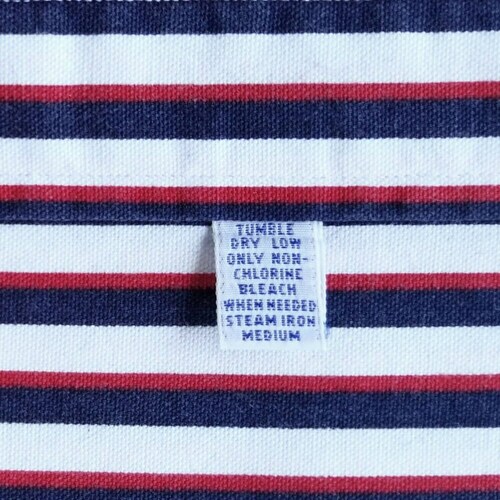 TUMBLE
DRY LOW
ONLY NON-
CHLORINE
BLEACH
WHEN NEEDED
STEAM IRON
MEDIUM